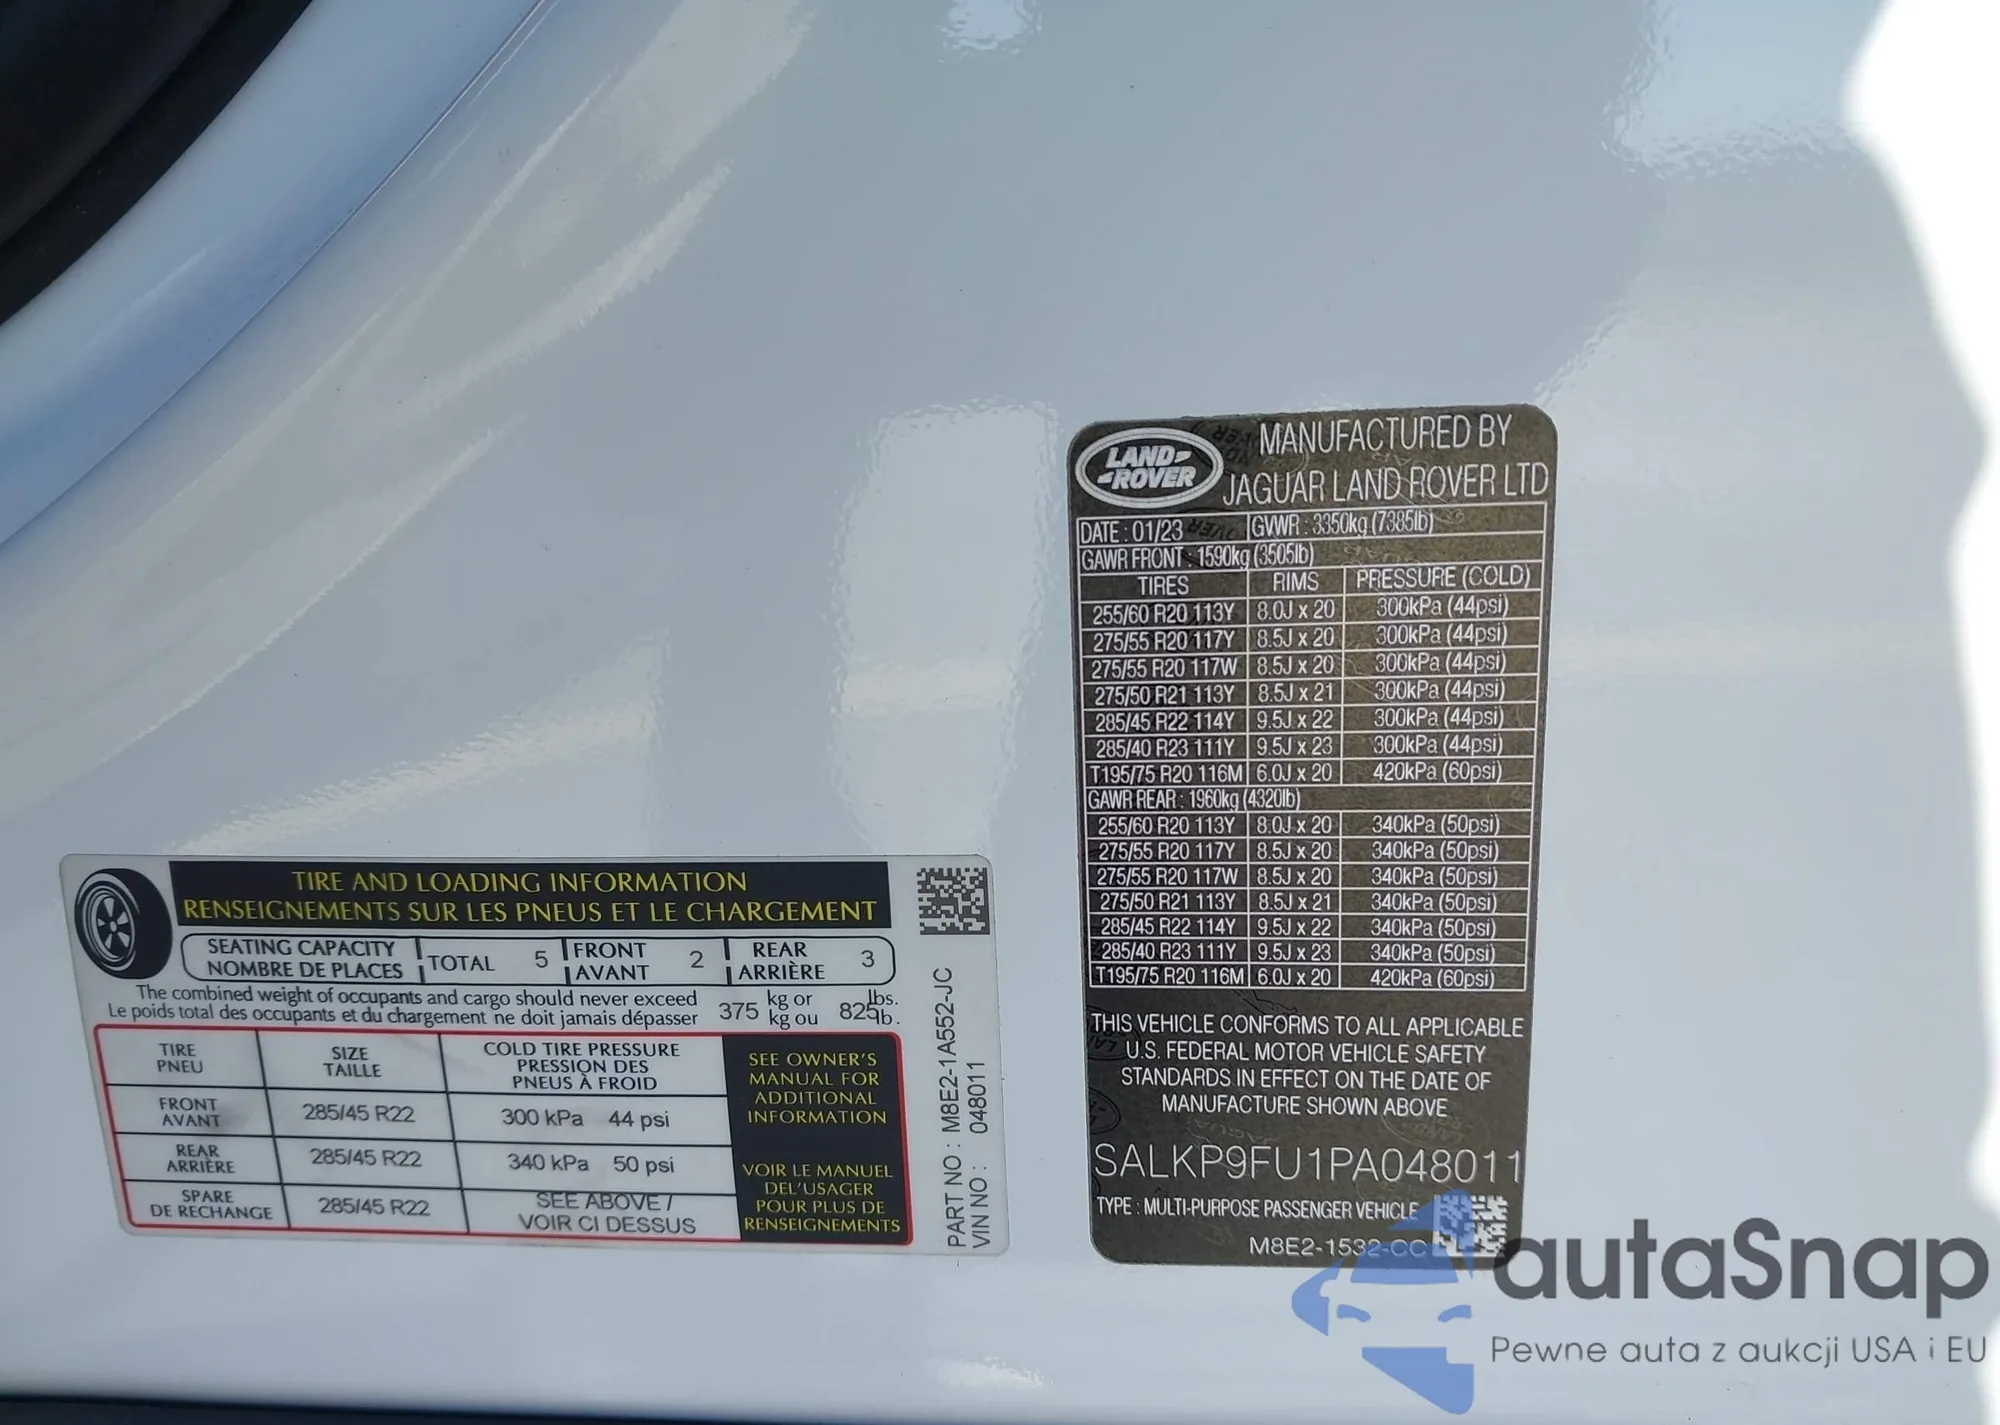 TIRE AND LOADING INFORMATION
RENSEIGNEMENTS SUR LES PNEUS ET LE CHARGEMENT
SEATING CAPACITY
NOMBRE DE PLACES
TOTAL 5
FRONT
AVANT 2
REAR
ARRIÈRE 3
The combined weight of occupants and cargo should never exceed 375 kg or 825 lbs.
Le poids total des occupants et du chargement ne doit jamais dépasser kg ou lb.
TIRE
PNEU
SIZE
TAILLE
COLD TIRE PRESSURE
PRESSION DES
PNEUS À FROID
FRONT
AVANT
285/45 R22
300 kPa 44 psi
REAR
ARRIÈRE
285/45 R22
340 kPa 50 psi
SPARE
DE RECHANGE
285/45 R22
SEE ABOVE /
VOIR CI DESSUS
SEE OWNER'S
MANUAL FOR
ADDITIONAL
INFORMATION
VOIR LE MANUEL
DEL'USAGER
POUR PLUS DE
RENSEIGNEMENTS
PART NO : M8E2-1A552-JC
VIN NO : 048011
LAND-
-ROVER
MANUFACTURED BY
JAGUAR LAND ROVER LTD
DATE : 01/23 GVWR : 3350kg (7385lb)
GAWR FRONT : 1590kg (3505lb)
TIRES RIMS PRESSURE (COLD)
255/60 R20 113Y 8.0J x 20 300kPa (44psi)
275/55 R20 117Y 8.5J x 20 300kPa (44psi)
275/55 R20 117W 8.5J x 20 300kPa (44psi)
275/50 R21 113Y 8.5J x 21 300kPa (44psi)
285/45 R22 114Y 9.5J x 22 300kPa (44psi)
285/40 R23 111Y 9.5J x 23 300kPa (44psi)
T195/75 R20 116M 6.0J x 20 420kPa (60psi)
GAWR REAR : 1960kg (4320lb)
255/60 R20 113Y 8.0J x 20 340kPa (50psi)
275/55 R20 117Y 8.5J x 20 340kPa (50psi)
275/55 R20 117W 8.5J x 20 340kPa (50psi)
275/50 R21 113Y 8.5J x 21 340kPa (50psi)
285/45 R22 114Y 9.5J x 22 340kPa (50psi)
285/40 R23 111Y 9.5J x 23 340kPa (50psi)
T195/75 R20 116M 6.0J x 20 420kPa (60psi)
THIS VEHICLE CONFORMS TO ALL APPLICABLE
U.S. FEDERAL MOTOR VEHICLE SAFETY
STANDARDS IN EFFECT ON THE DATE OF
MANUFACTURE SHOWN ABOVE
SALKP9FU1PA048011
TYPE : MULTI-PURPOSE PASSENGER VEHICLE
M8E2-1532-CC
autaSnap
Pewne auta z aukcji USA i EU